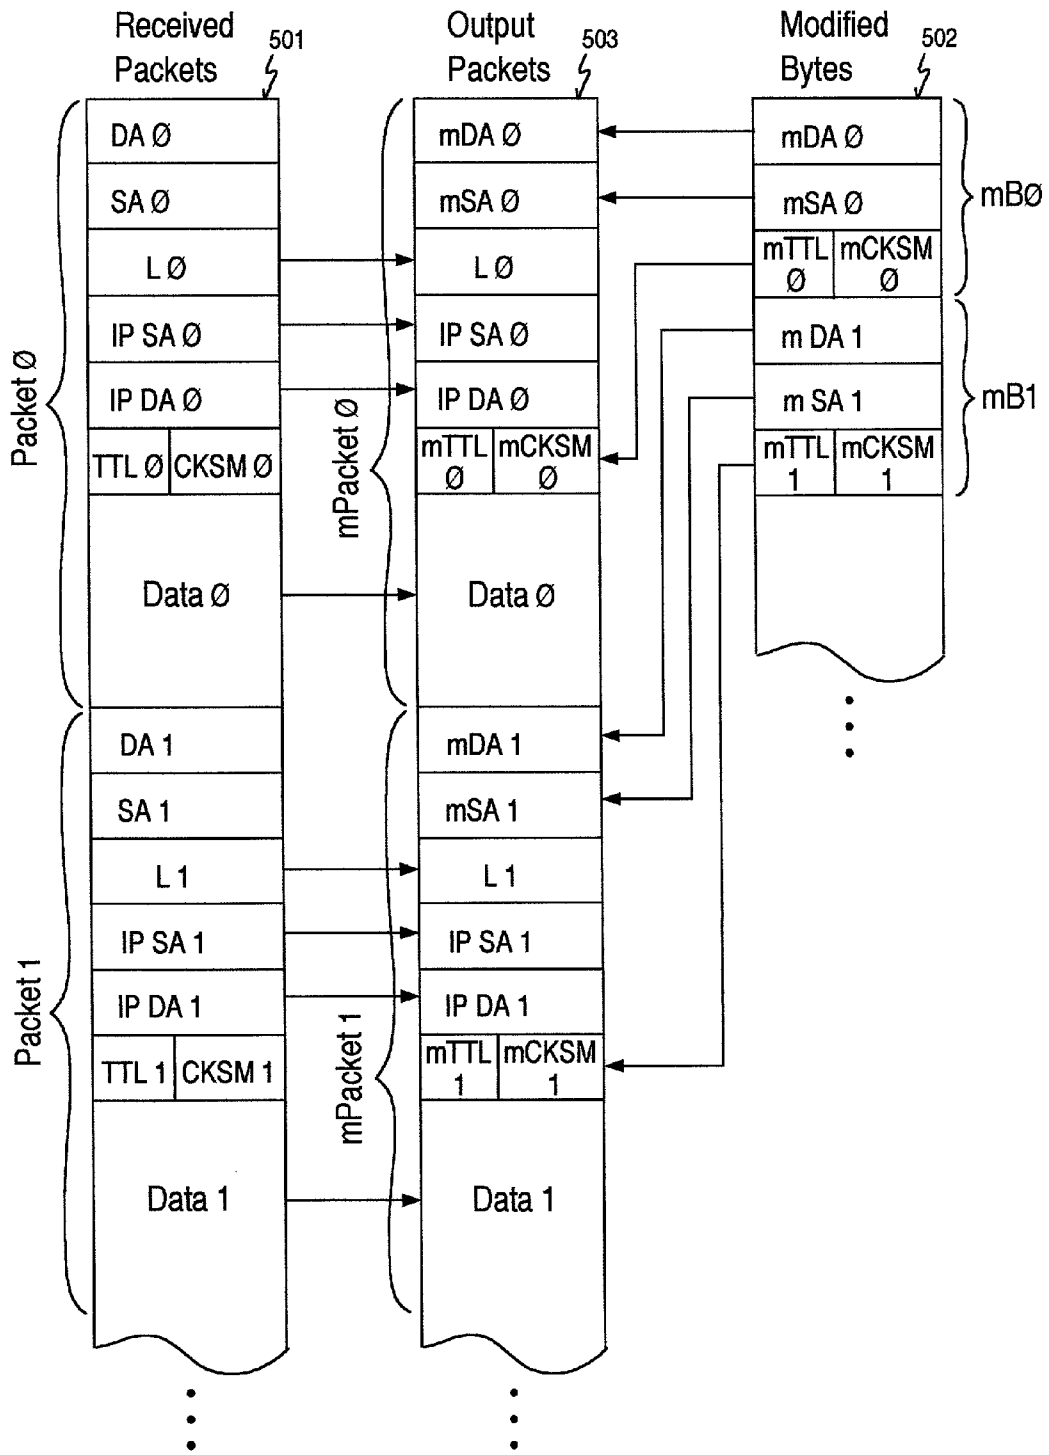 Received
Packets
501
Output
Packets
503
Modified
Bytes
502
Packet Ø
DA Ø
SA Ø
L Ø
IP SA Ø
IP DA Ø
TTL Ø
CKSM Ø
Data Ø
Packet 1
DA 1
SA 1
L 1
IP SA 1
IP DA 1
TTL 1
CKSM 1
Data 1
mPacket Ø
mDA Ø
mSA Ø
L Ø
IP SA Ø
IP DA Ø
mTTL
Ø
mCKSM
Ø
Data Ø
mPacket 1
mDA 1
mSA 1
L 1
IP SA 1
IP DA 1
mTTL
1
mCKSM
1
Data 1
mDA Ø
mSA Ø
mTTL
Ø
mCKSM
Ø
mBØ
m DA 1
m SA 1
mTTL
1
mCKSM
1
mB1